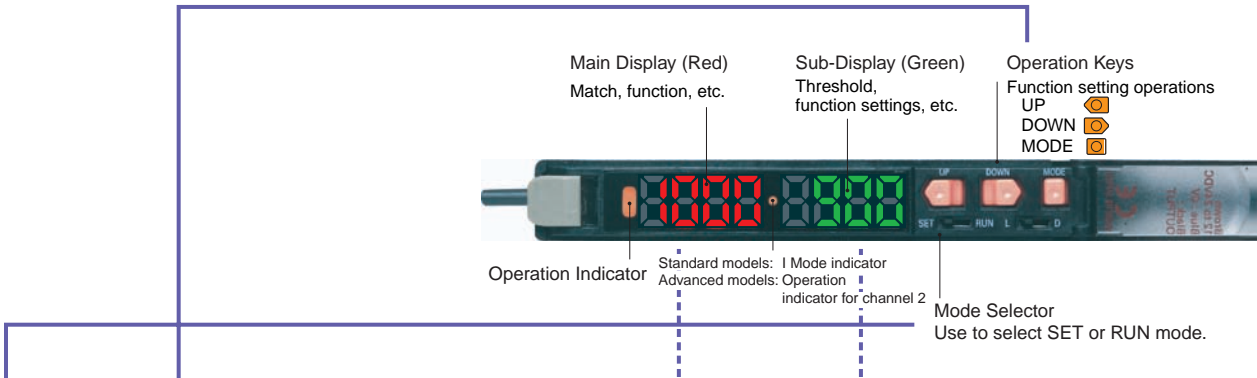 Main Display (Red)
Match, function, etc.
Sub-Display (Green)
Threshold,
function settings, etc.
Operation Keys
Function setting operations
UP
DOWN
MODE
UP DOWN MODE
1000 900
SET RUN L D
Operation Indicator
Standard models: I Mode indicator
Advanced models: Operation
indicator for channel 2
Mode Selector
Use to select SET or RUN mode.